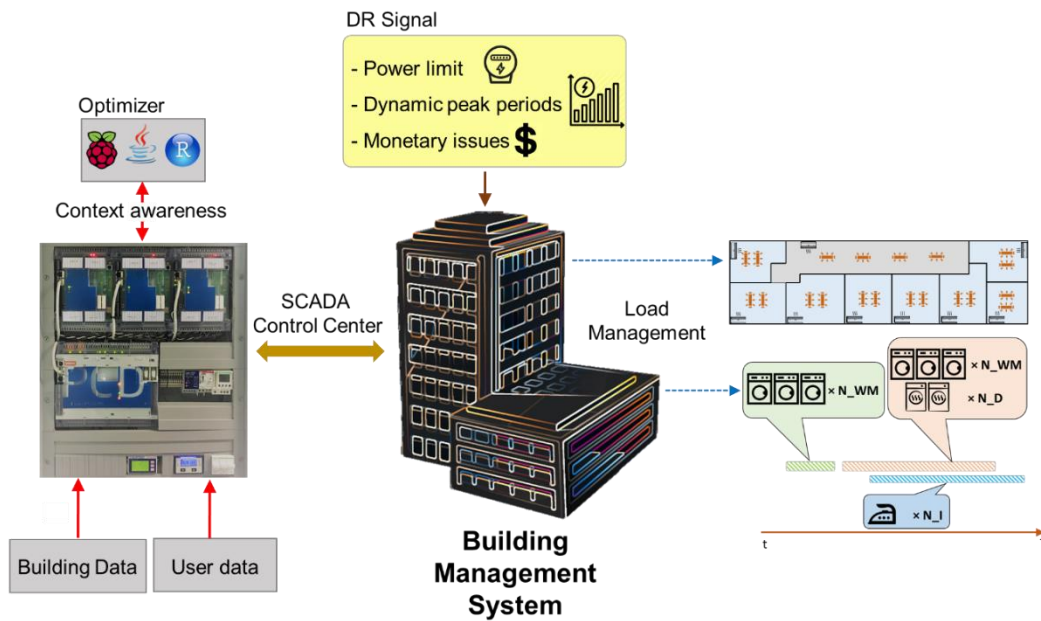 DR Signal
- Power limit
- Dynamic peak periods
- Monetary issues $
Optimizer
R
Context awareness
SCADA
Control Center
Load
Management
PCD
× N_WM
× N_WM
× N_D
× N_I
t
Building Data
User data
Building
Management
System